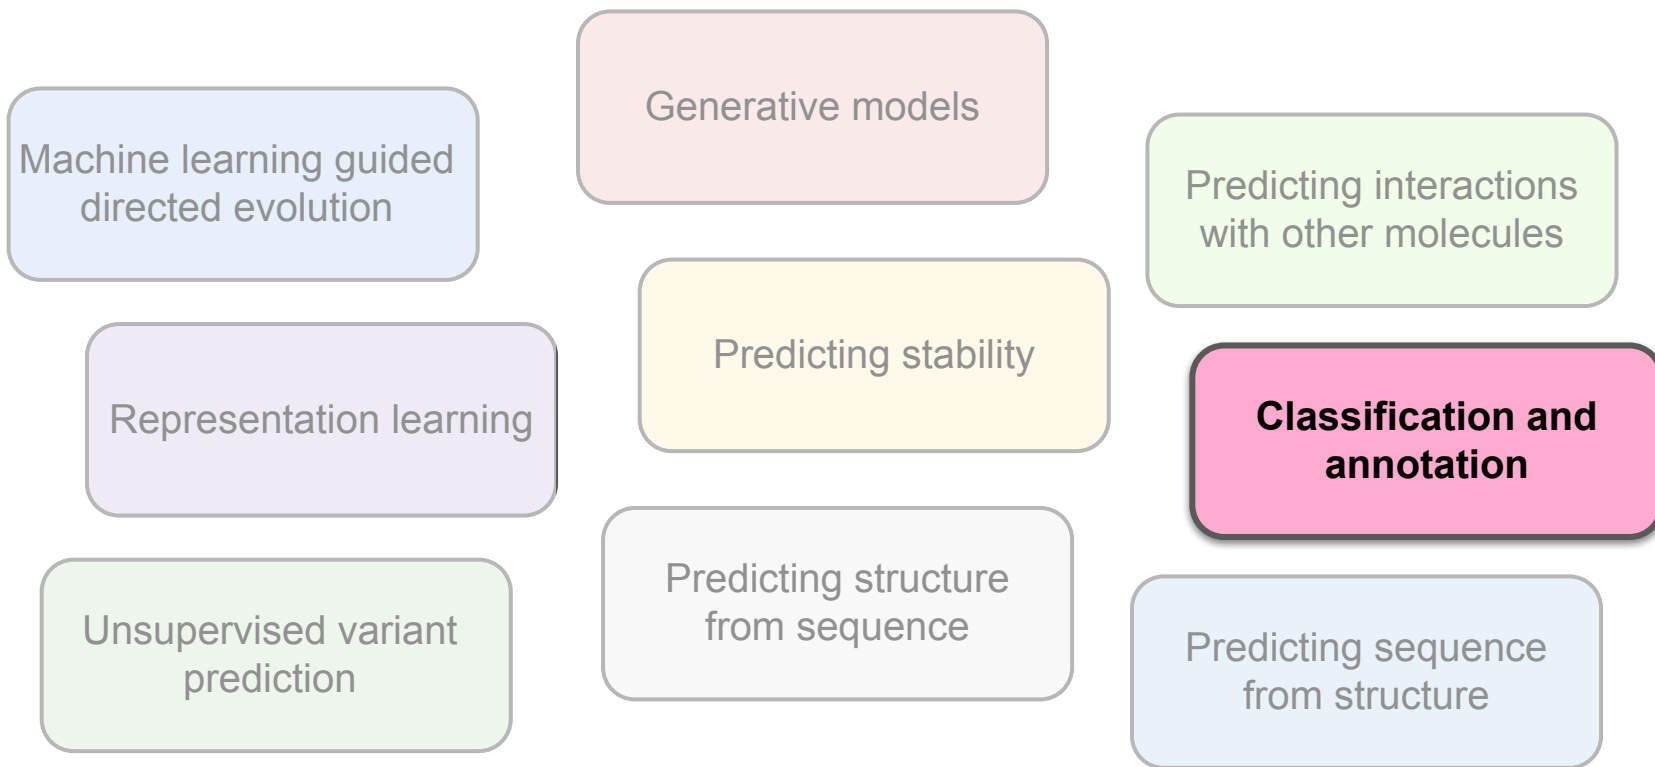 Machine learning guided
directed evolution
Generative models
Predicting interactions
with other molecules
Representation learning
Predicting stability
Classification and
annotation
Unsupervised variant
prediction
Predicting structure
from sequence
Predicting sequence
from structure